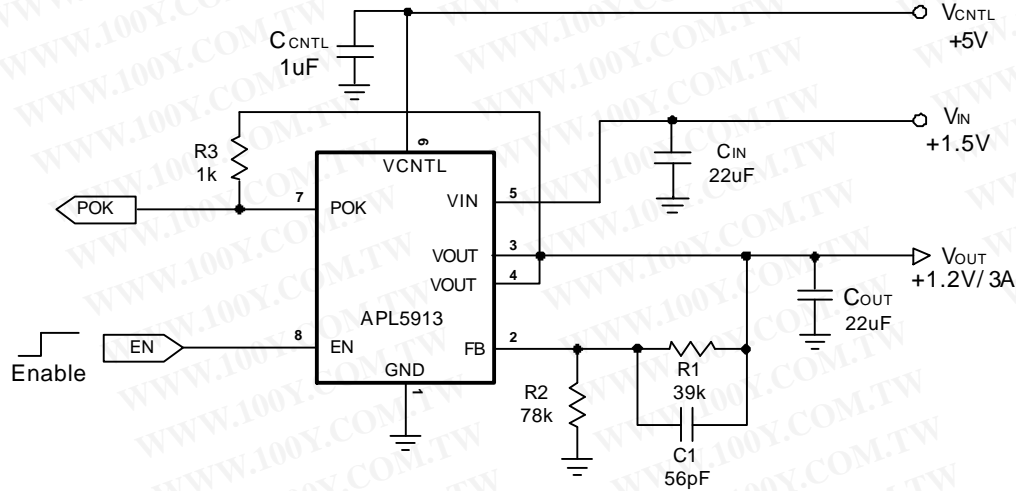 VCNTL
+5V
CCNTL
1uF
VIN
+1.5V
CIN
22uF
R3
1k
6
VCNTL
POK
7
POK
VIN
5
VOUT
3
VOUT
4
VOUT
+1.2V/3A
COUT
22uF
APL5913
EN
8
EN
Enable
FB
2
GND
1
R1
39k
R2
78k
C1
56pF
WWW.100Y.COM.TW